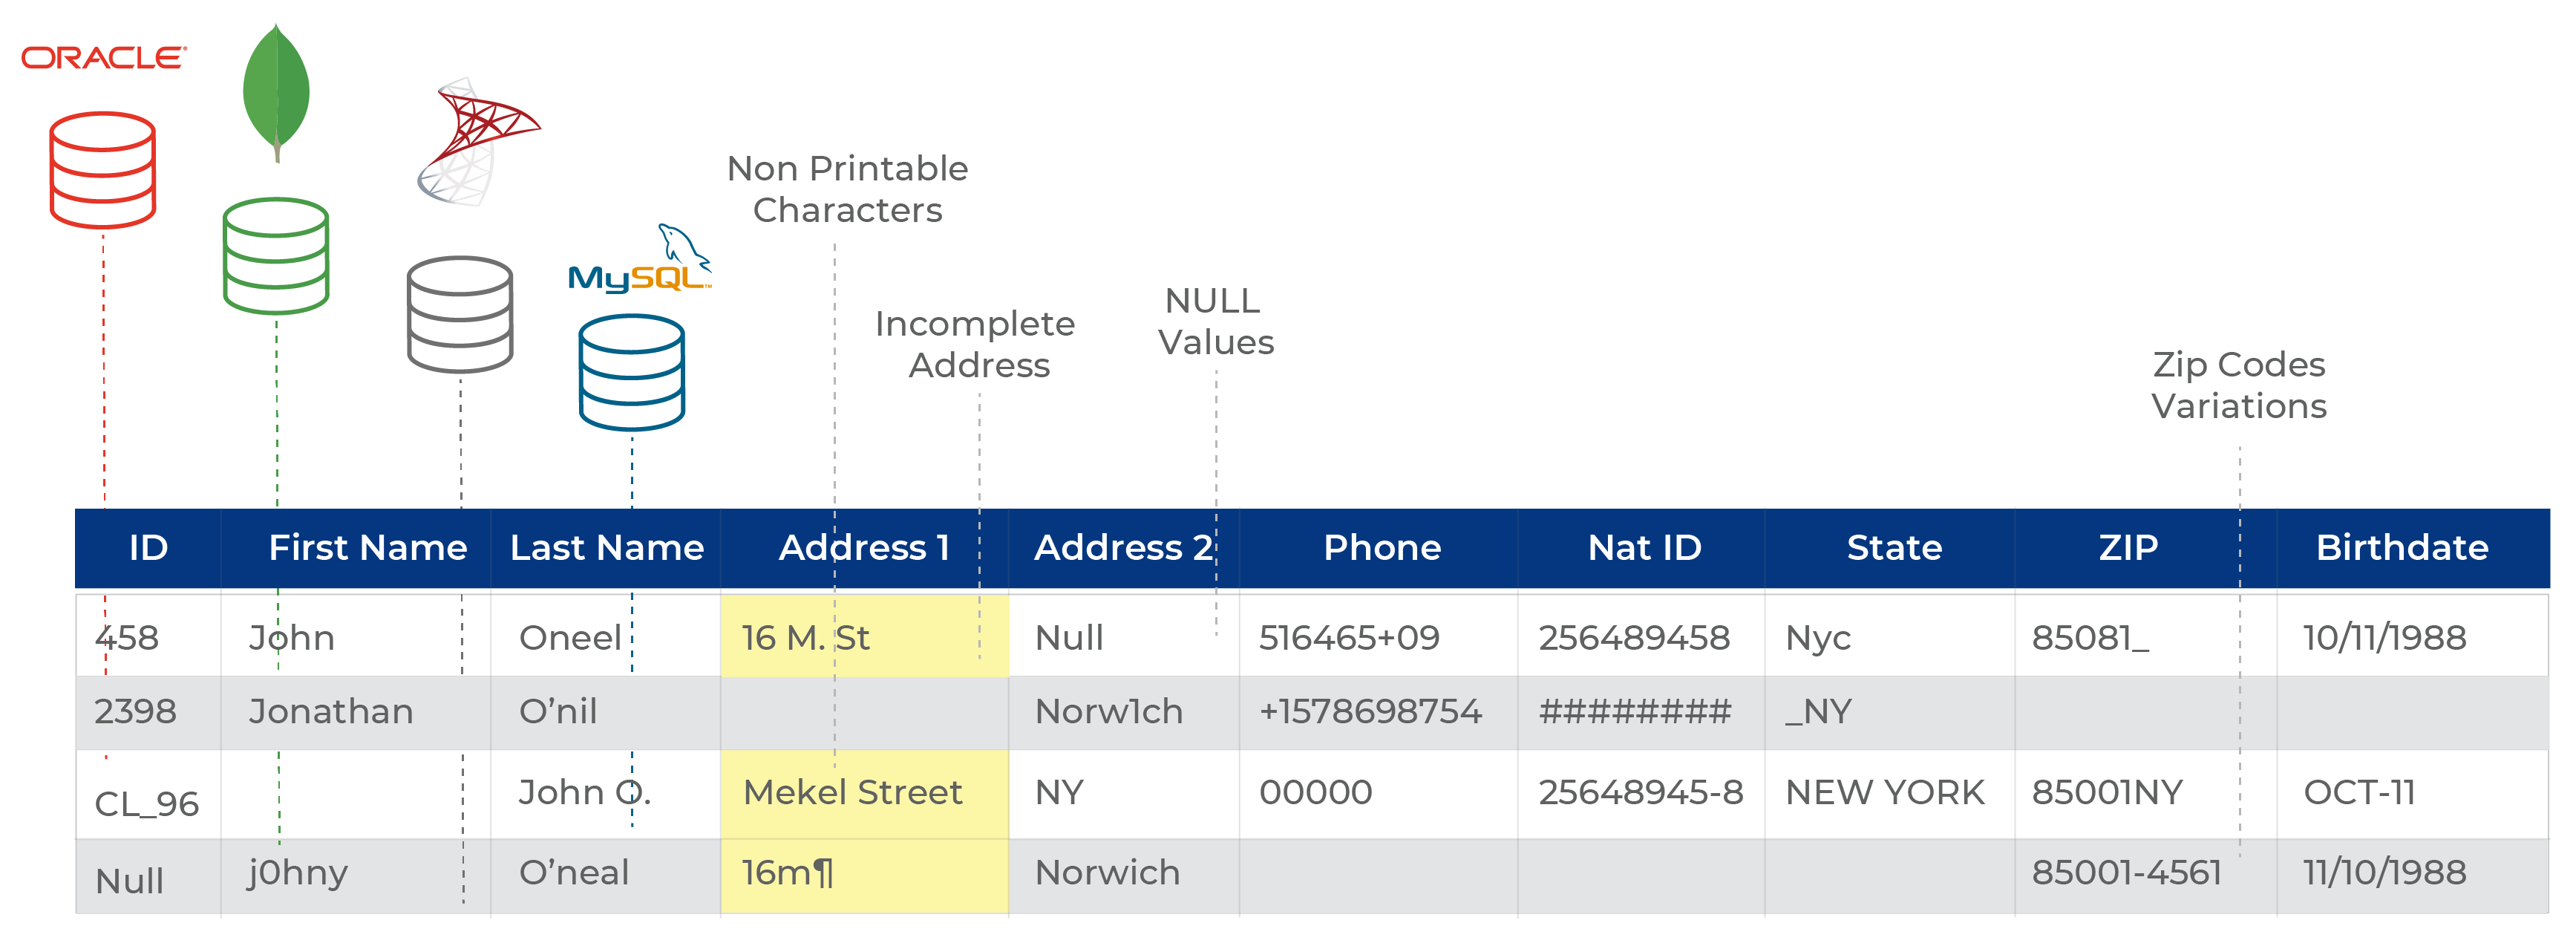 ORACLE
MySQL™
Non Printable
Characters
Incomplete
Address
NULL
Values
Zip Codes
Variations
ID First Name Last Name Address 1 Address 2 Phone Nat ID State ZIP Birthdate
458 John Oneel 16 M. St Null 516465+09 256489458 Nyc 85081_ 10/11/1988
2398 Jonathan O’nil Norw1ch +1578698754 ######## _NY
CL_96 John O. Mekel Street NY 00000 25648945-8 NEW YORK 85001NY OCT-11
Null j0hny O’neal 16m¶ Norwich 85001-4561 11/10/1988